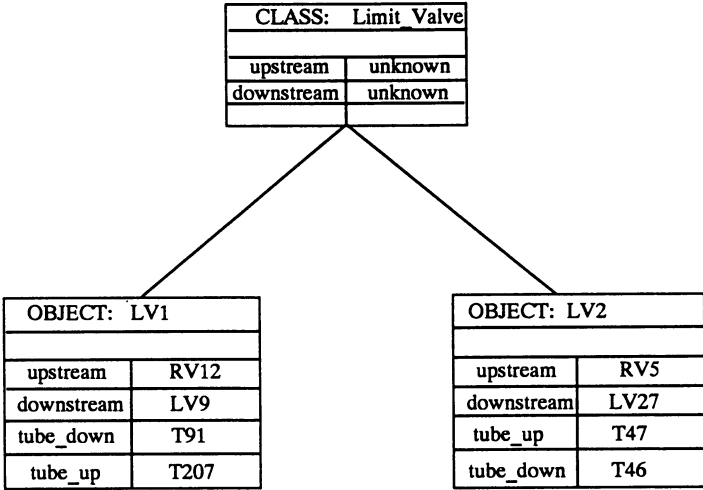 CLASS: Limit_Valve
upstream unknown
downstream unknown
OBJECT: LV1
upstream RV12
downstream LV9
tube_down T91
tube_up T207
OBJECT: LV2
upstream RV5
downstream LV27
tube_up T47
tube_down T46